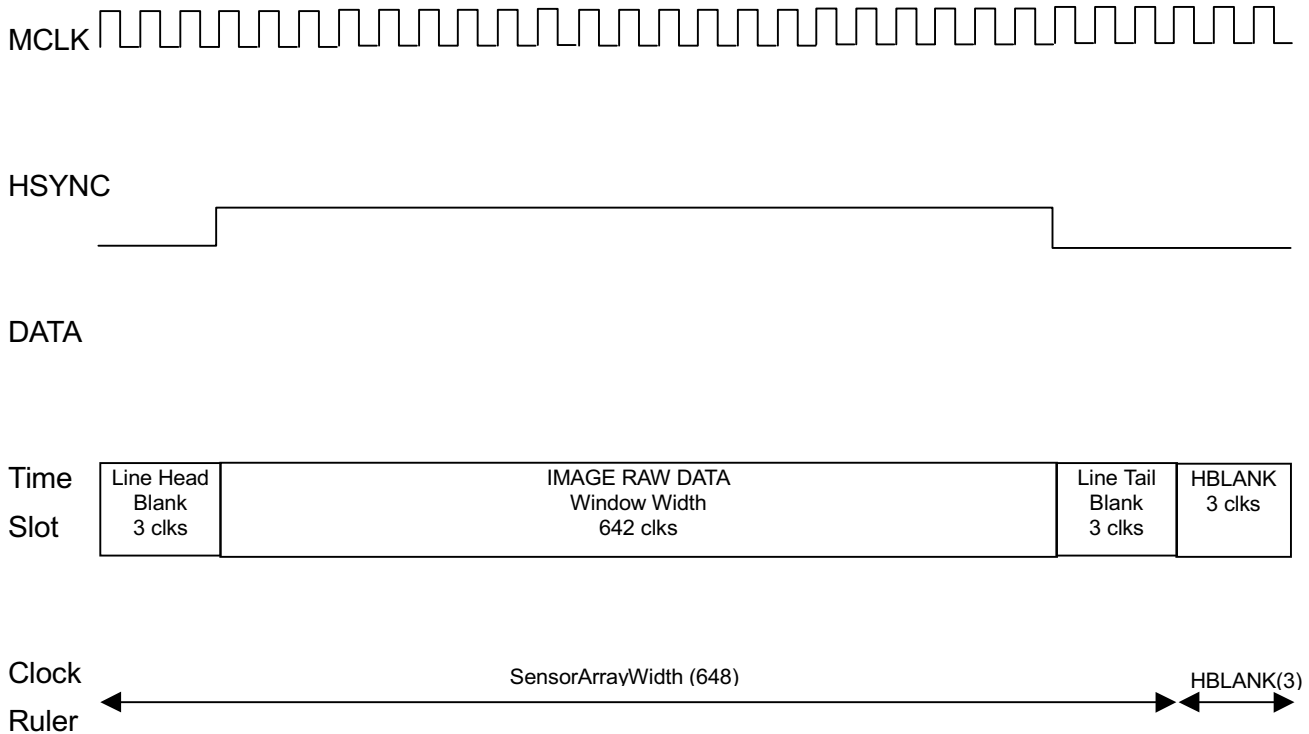 MCLK
HSYNC
DATA
Time
Slot
Line Head
Blank
3 clks
IMAGE RAW DATA
Window Width
642 clks
Line Tail
Blank
3 clks
HBLANK
3 clks
Clock
Ruler
SensorArrayWidth (648)
HBLANK(3)